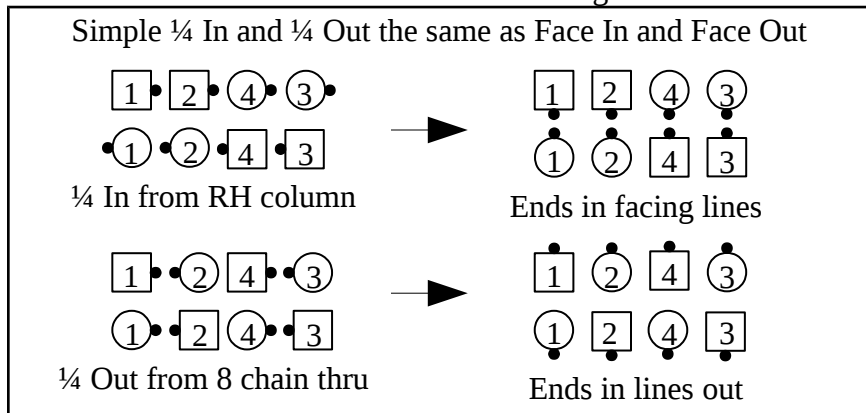 Simple ¼ In and ¼ Out the same as Face In and Face Out
1 2 4 3 1 2 4 3
1 2 4 3 1 2 4 3
¼ In from RH column
Ends in facing lines
1 2 4 3 1 2 4 3
1 2 4 3 1 2 4 3
¼ Out from 8 chain thru
Ends in lines out